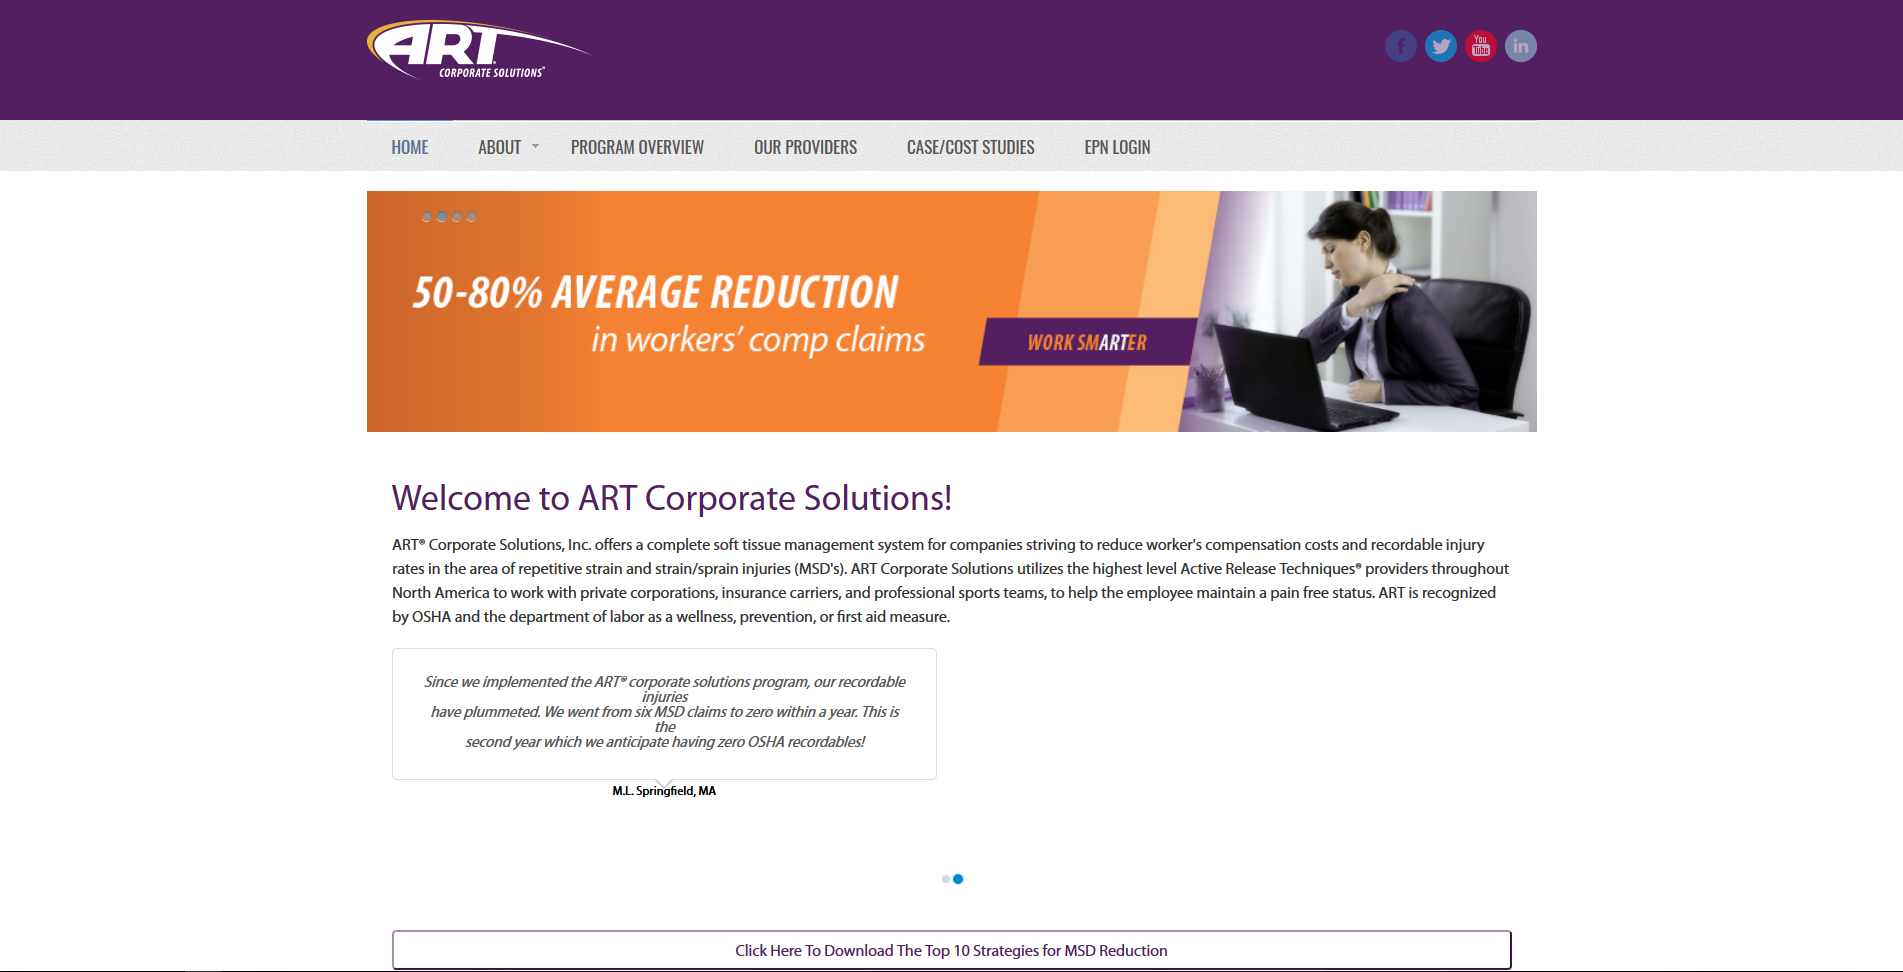 ART
CORPORATE SOLUTIONS®
f
You
Tube
in
HOME
ABOUT
PROGRAM OVERVIEW
OUR PROVIDERS
CASE/COST STUDIES
EPN LOGIN
50-80% AVERAGE REDUCTION
in workers’ comp claims
WORK SMARTER
Welcome to ART Corporate Solutions!
ART® Corporate Solutions, Inc. offers a complete soft tissue management system for companies striving to reduce worker's compensation costs and recordable injury
rates in the area of repetitive strain and strain/sprain injuries (MSD's). ART Corporate Solutions utilizes the highest level Active Release Techniques® providers throughout
North America to work with private corporations, insurance carriers, and professional sports teams, to help the employee maintain a pain free status. ART is recognized
by OSHA and the department of labor as a wellness, prevention, or first aid measure.
Since we implemented the ART® corporate solutions program, our recordable
injuries
have plummeted. We went from six MSD claims to zero within a year. This is
the
second year which we anticipate having zero OSHA recordables!
M.L. Springfield, MA
Click Here To Download The Top 10 Strategies for MSD Reduction